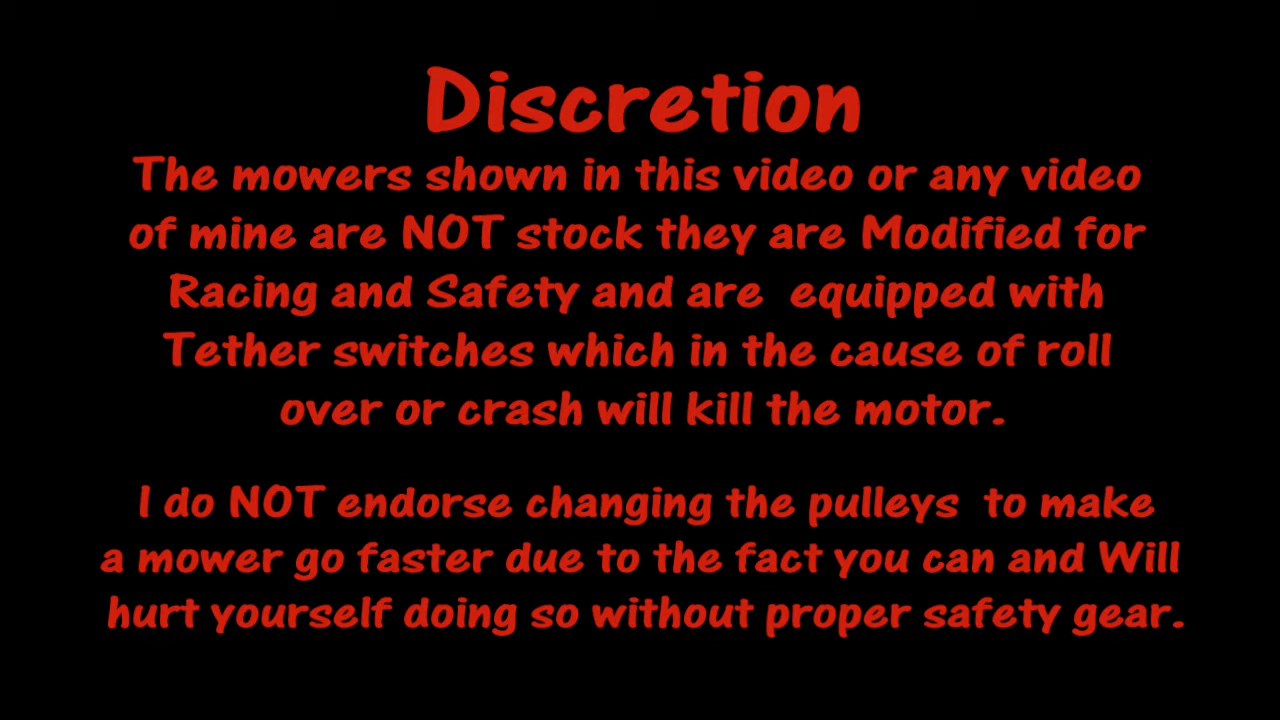 Discretion
The mowers shown in this video or any video
of mine are NOT stock they are Modified for
Racing and Safety and are  equipped with
Tether switches which in the cause of roll
over or crash will kill the motor.
I do NOT endorse changing the pulleys  to make
a mower go faster due to the fact you can and Will
hurt yourself doing so without proper safety gear.